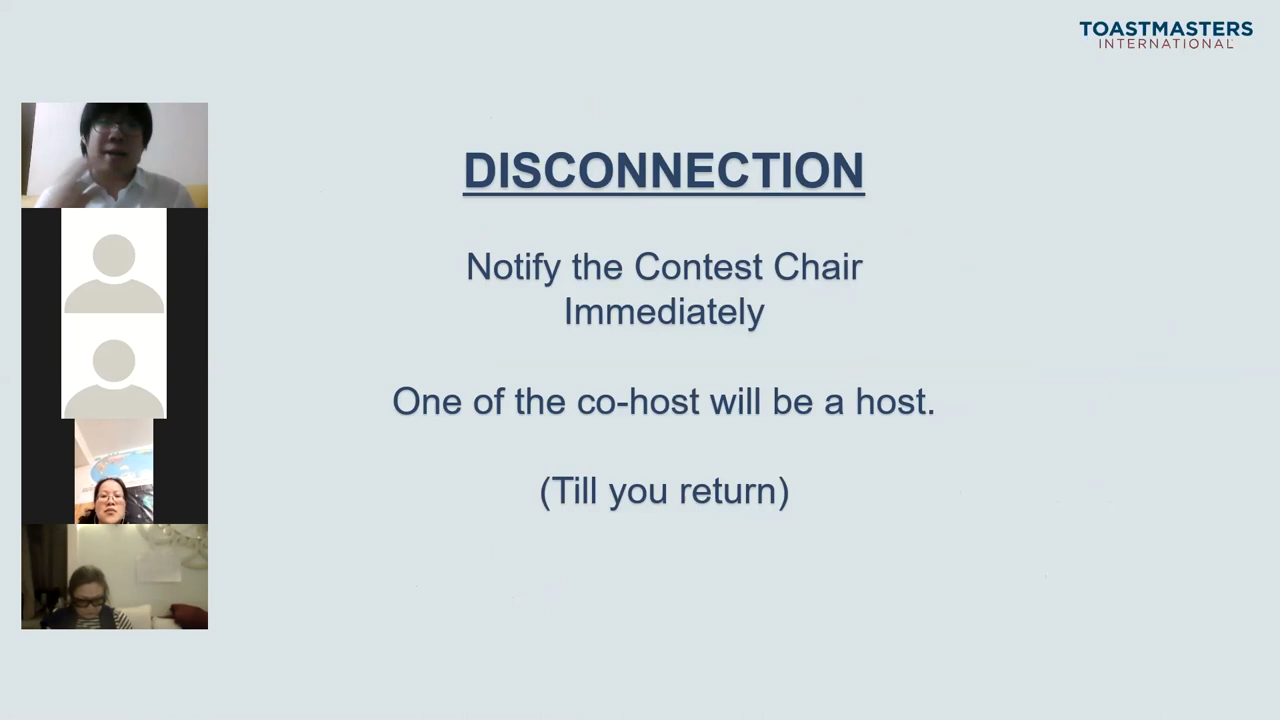 TOASTMASTERS
INTERNATIONAL
DISCONNECTION
Notify the Contest Chair
Immediately
One of the co-host will be a host.
(Till you return)